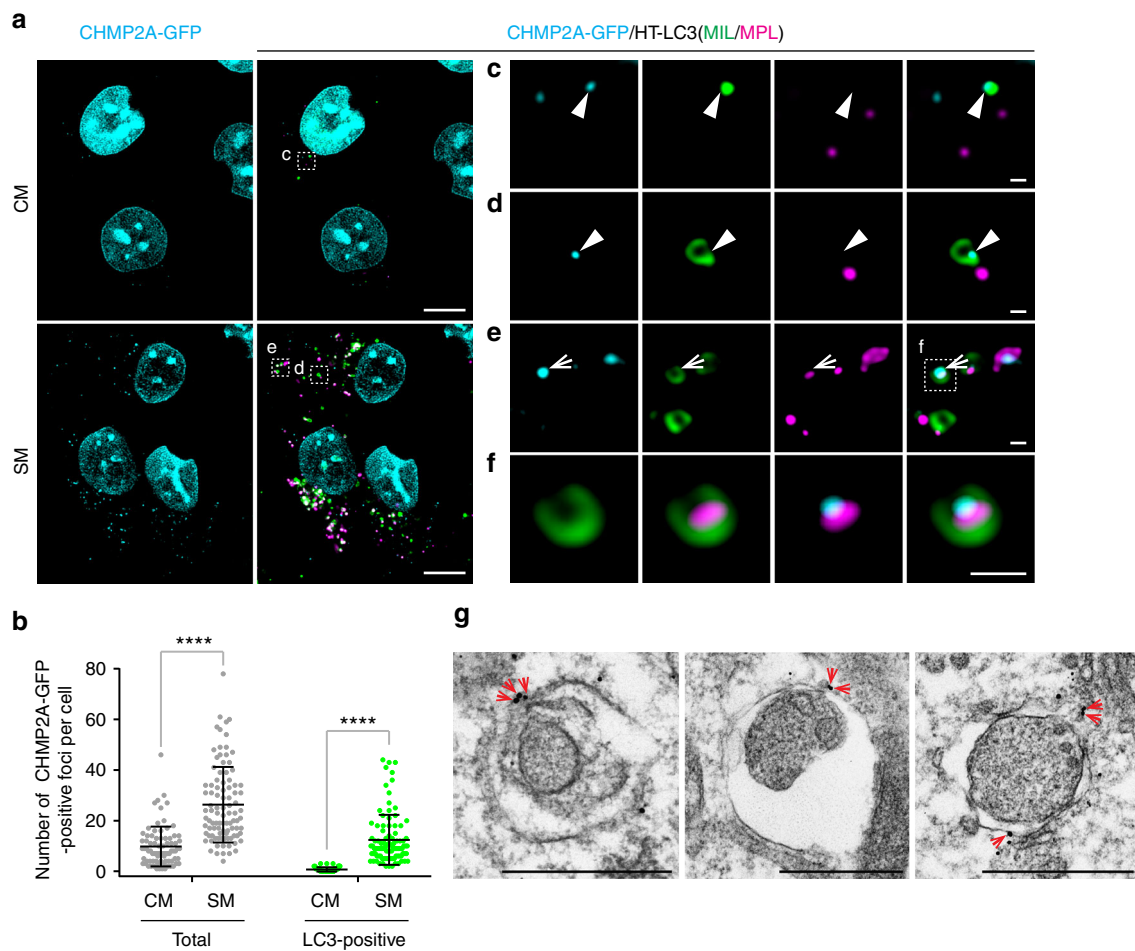 a
CHMP2A-GFP
CHMP2A-GFP/HT-LC3(MIL/MPL)
CM
c
SM
e
d
c
d
e
f
f
b
Number of CHMP2A-GFP
-positive foci per cell
80
60
40
20
0
****
****
CM SM CM SM
Total LC3-positive
g